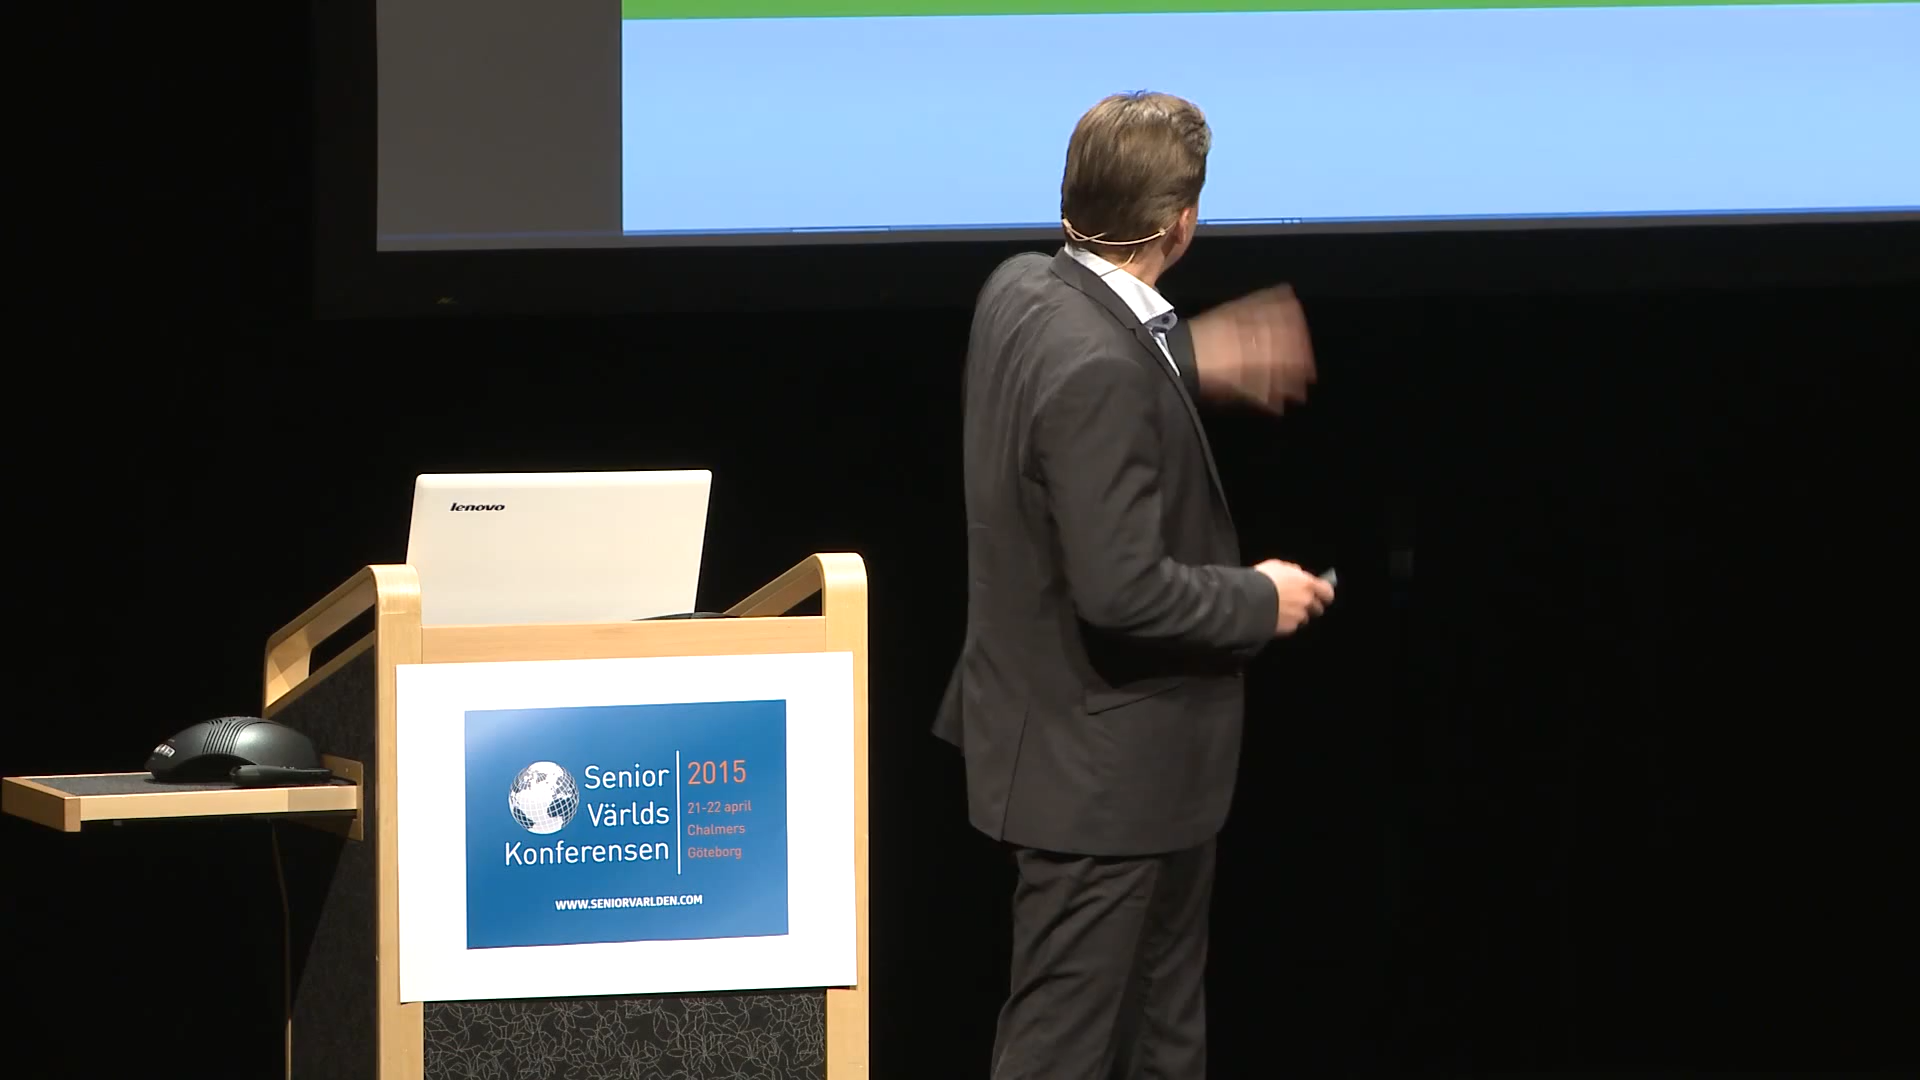 lenovo
Senior
Världs
Konferensen
2015
21-22 april
Chalmers
Göteborg
WWW.SENIORVARLDEN.COM